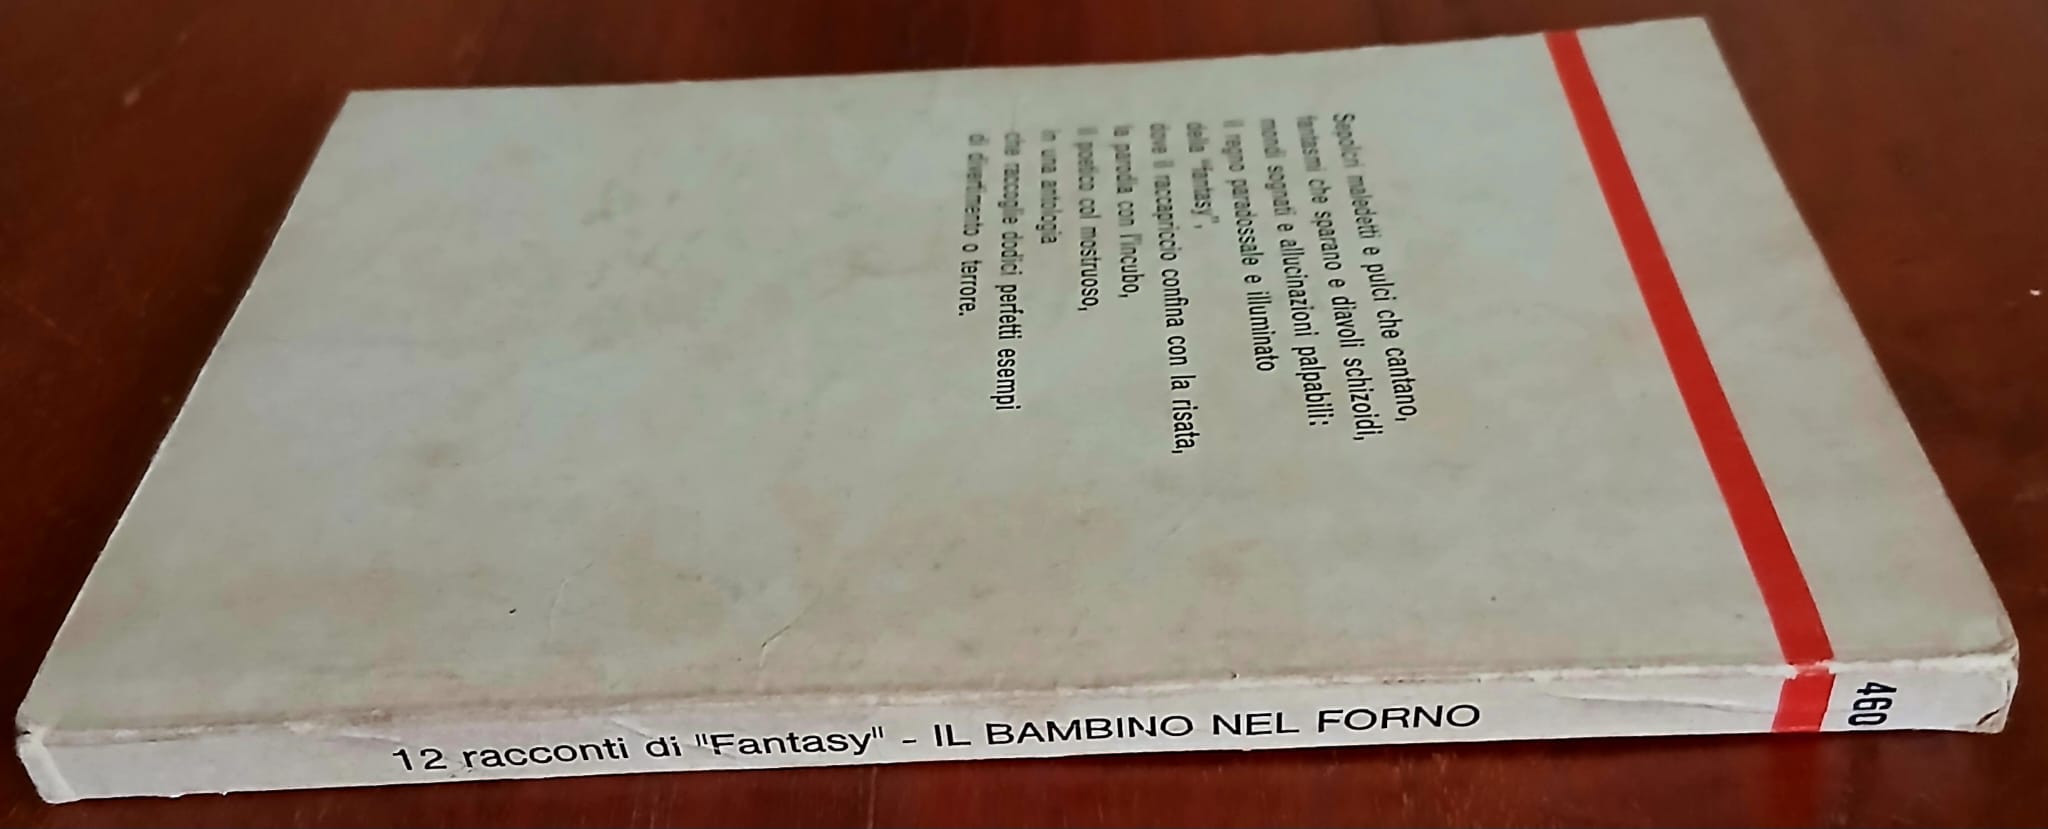 Sepolcri maledetti e pulci che cantano,
fantasmi che sparano e diavoli schizoidi,
mondi sognati e allucinazioni palpabili:
il regno paradossale e illuminato
della "fantasy",
dove il raccapriccio confina con la risata,
la parodia con l'incubo,
il poetico col mostruoso,
in una antologia
che raccoglie dodici perfetti esempi
di divertimento o terrore.
12 racconti di "Fantasy" - IL BAMBINO NEL FORNO
460